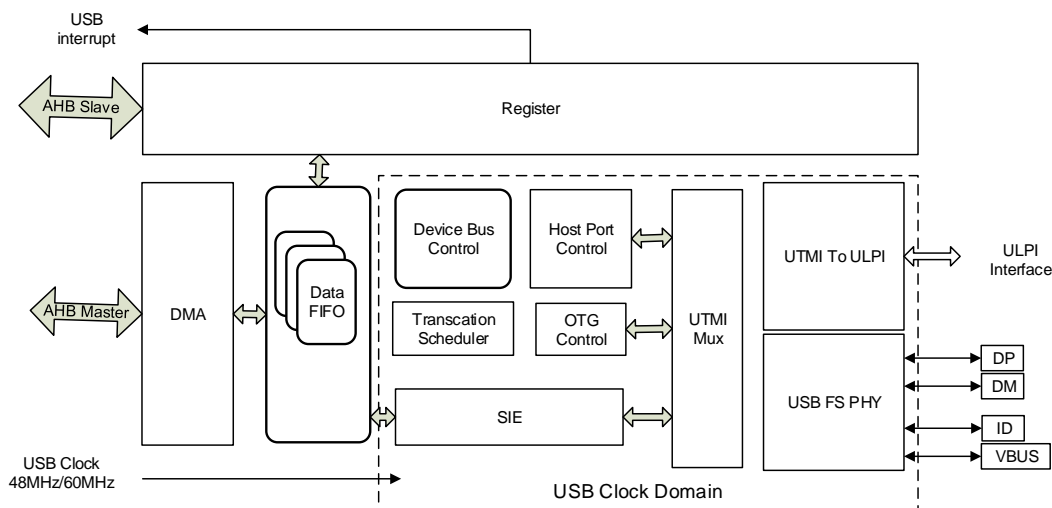 USB
interrupt
AHB Slave
Register
Device Bus
Control
Host Port
Control
UTMI To ULPI
ULPI
Interface
AHB Master
DMA
Data
FIFO
Transcation
Scheduler
OTG
Control
UTMI
Mux
DP
DM
SIE
USB FS PHY
ID
VBUS
USB Clock
48MHz/60MHz
USB Clock Domain